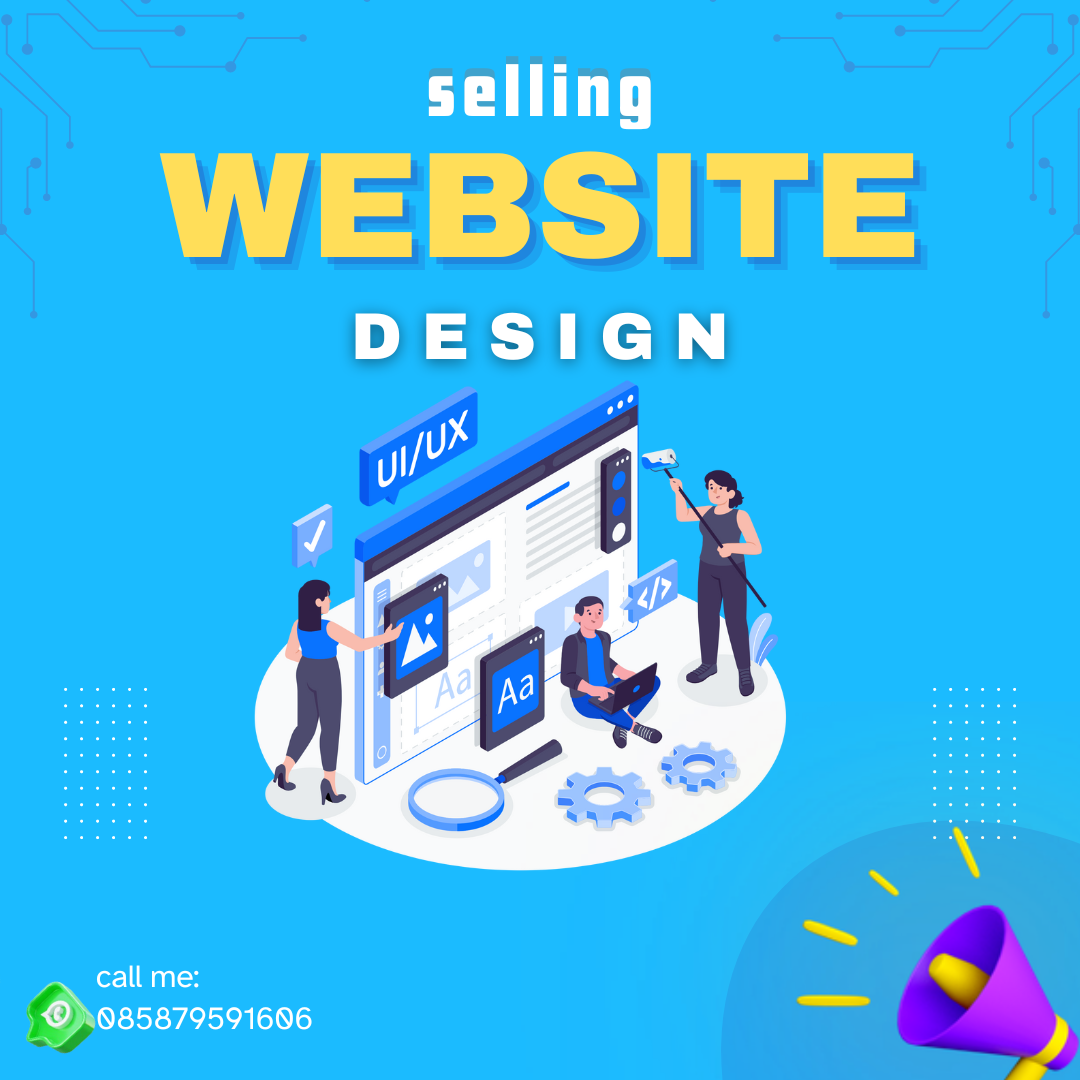 selling
WEBSITE
DESIGN
UI/UX
</>
Aa
Aa
call me:
085879591606